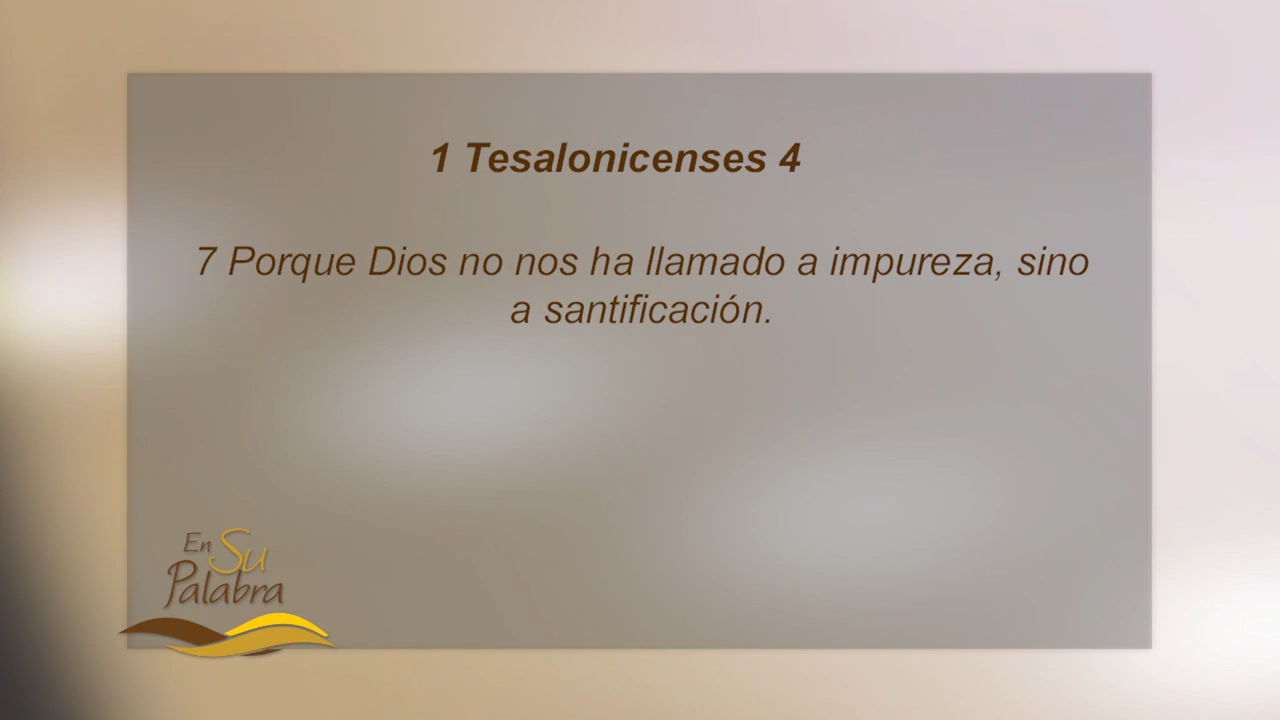 1 Tesalonicenses 4
7 Porque Dios no nos ha llamado a impureza, sino
a santificación.
En Su
Palabra